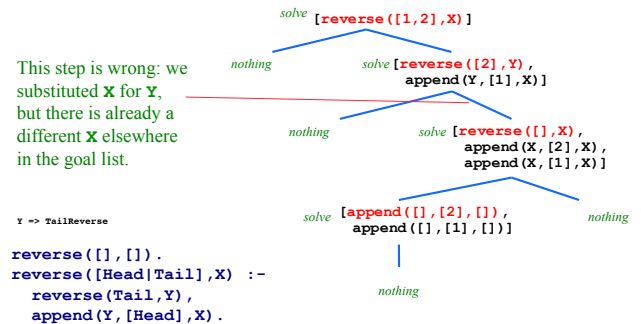 solve [reverse([1,2],X)]
nothing
solve [reverse([2],Y),
append(Y,[1],X)]
This step is wrong: we
substituted X for Y,
but there is already a
different X elsewhere
in the goal list.
nothing
solve [reverse([],X),
append(X,[2],X),
append(X,[1],X)]
solve [append([],[2],[]),
append([],[1],[])]
nothing
nothing
Y => TailReverse
reverse([],[]).
reverse([Head|Tail],X) :-
reverse(Tail,Y),
append(Y,[Head],X).